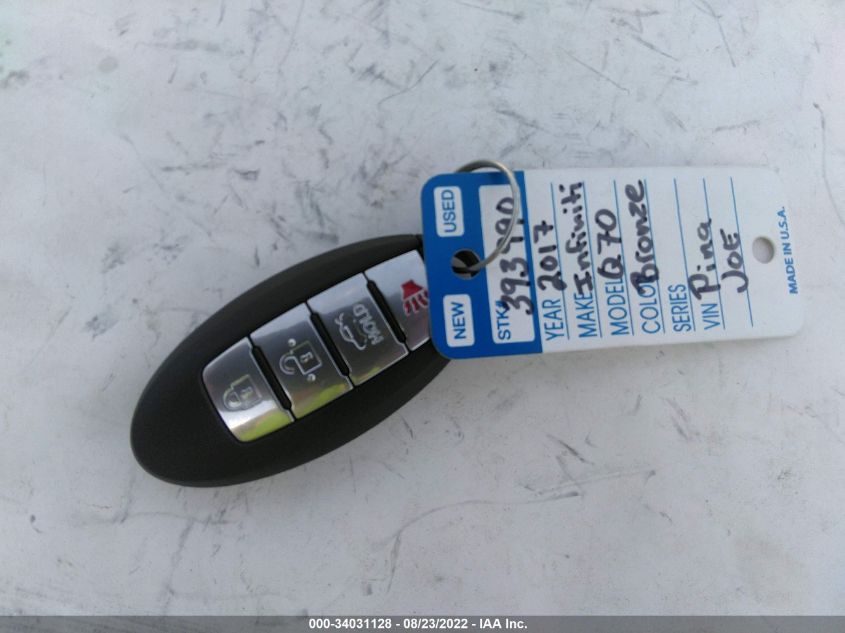 USED
NEW
STK# 393990
YEAR 2017
MAKE Infiniti
MODEL Q70
COLOR Bronze
SERIES
VIN Pina
JOE
MADE IN U.S.A.
HOLD
000-34031128 - 08/23/2022 - IAA Inc.